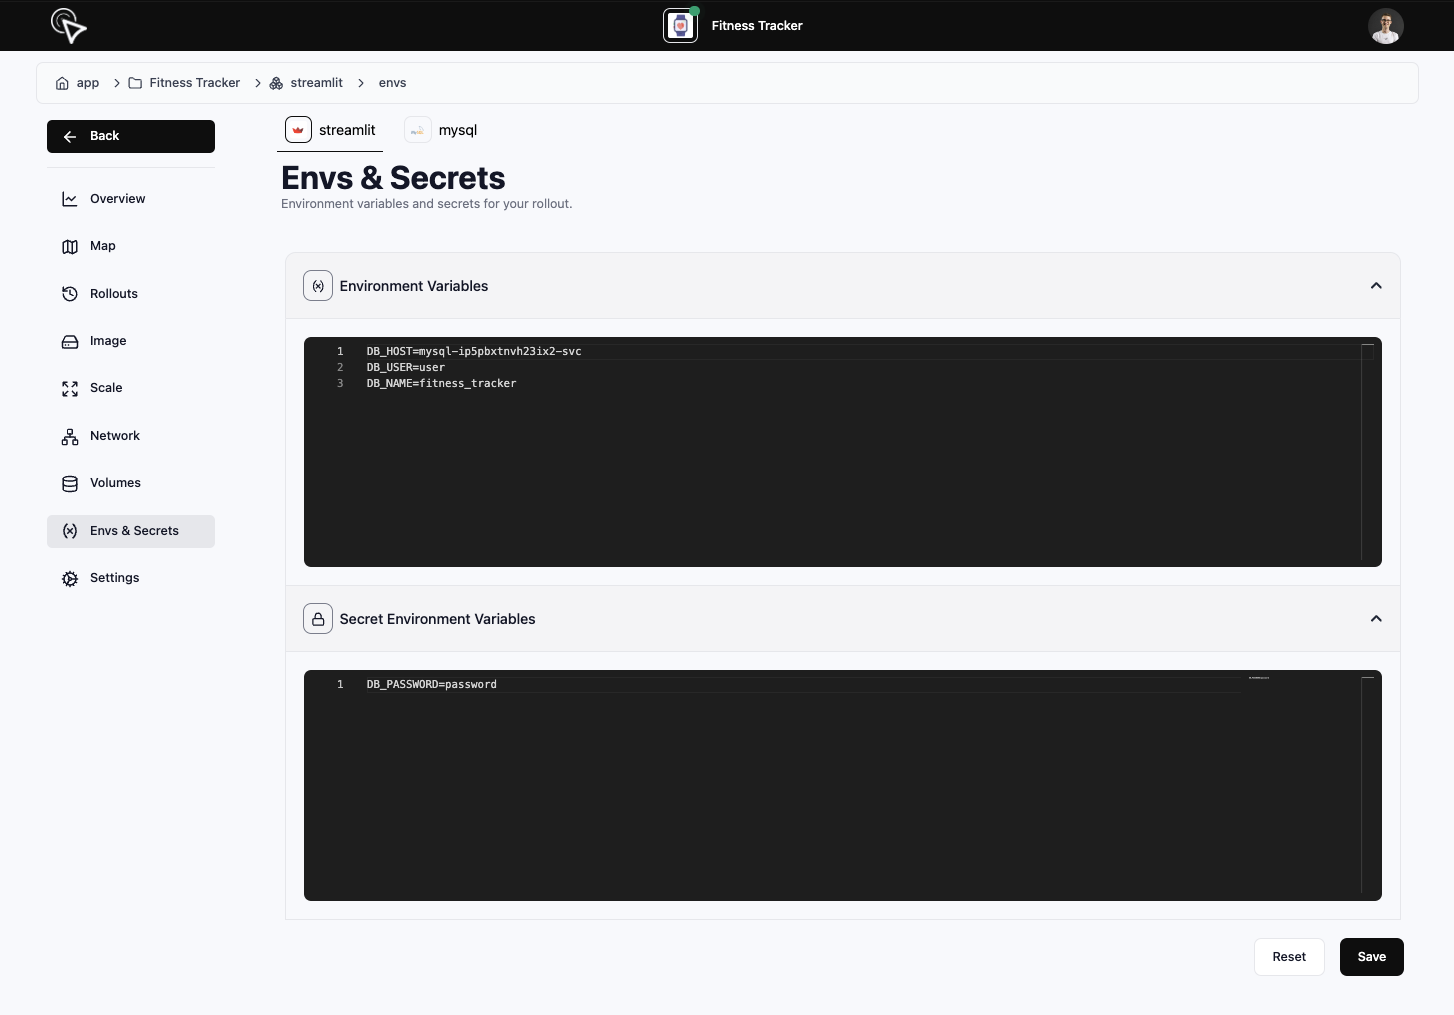 Fitness Tracker
app > Fitness Tracker > streamlit > envs
Back
streamlit
mysql
Envs & Secrets
Environment variables and secrets for your rollout.
Overview
Map
Rollouts
Image
Scale
Network
Volumes
Envs & Secrets
Settings
Environment Variables
1 DB_HOST=mysql-ip5pbxtnvh23ix2-svc
2 DB_USER=user
3 DB_NAME=fitness_tracker
Secret Environment Variables
1 DB_PASSWORD=password
Reset
Save